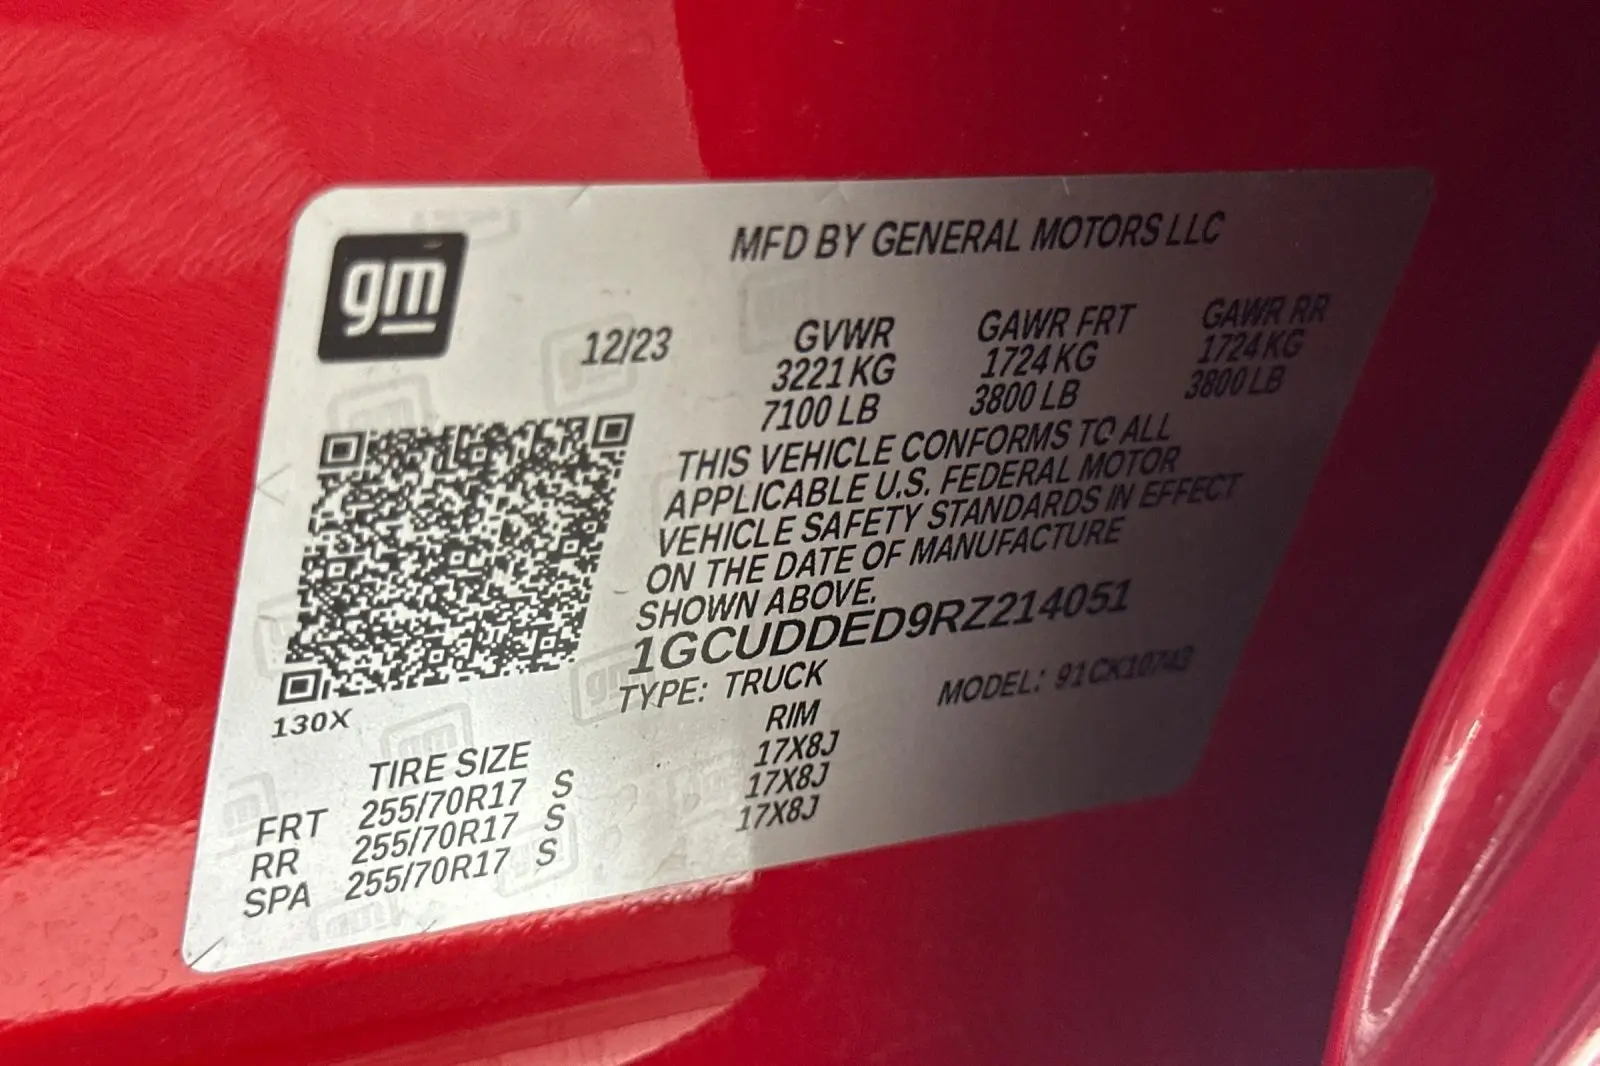 gm
MFD BY GENERAL MOTORS LLC
12/23
GVWR GAWR FRT GAWR RR
3221 KG 1724 KG 1724 KG
7100 LB 3800 LB 3800 LB
THIS VEHICLE CONFORMS TO ALL
APPLICABLE U.S. FEDERAL MOTOR
VEHICLE SAFETY STANDARDS IN EFFECT
ON THE DATE OF MANUFACTURE
SHOWN ABOVE.
1GCUDDED9RZ214051
TYPE: TRUCK MODEL: 91CK10743
130X
TIRE SIZE RIM
FRT 255/70R17 S 17X8J
RR 255/70R17 S 17X8J
SPA 255/70R17 S 17X8J